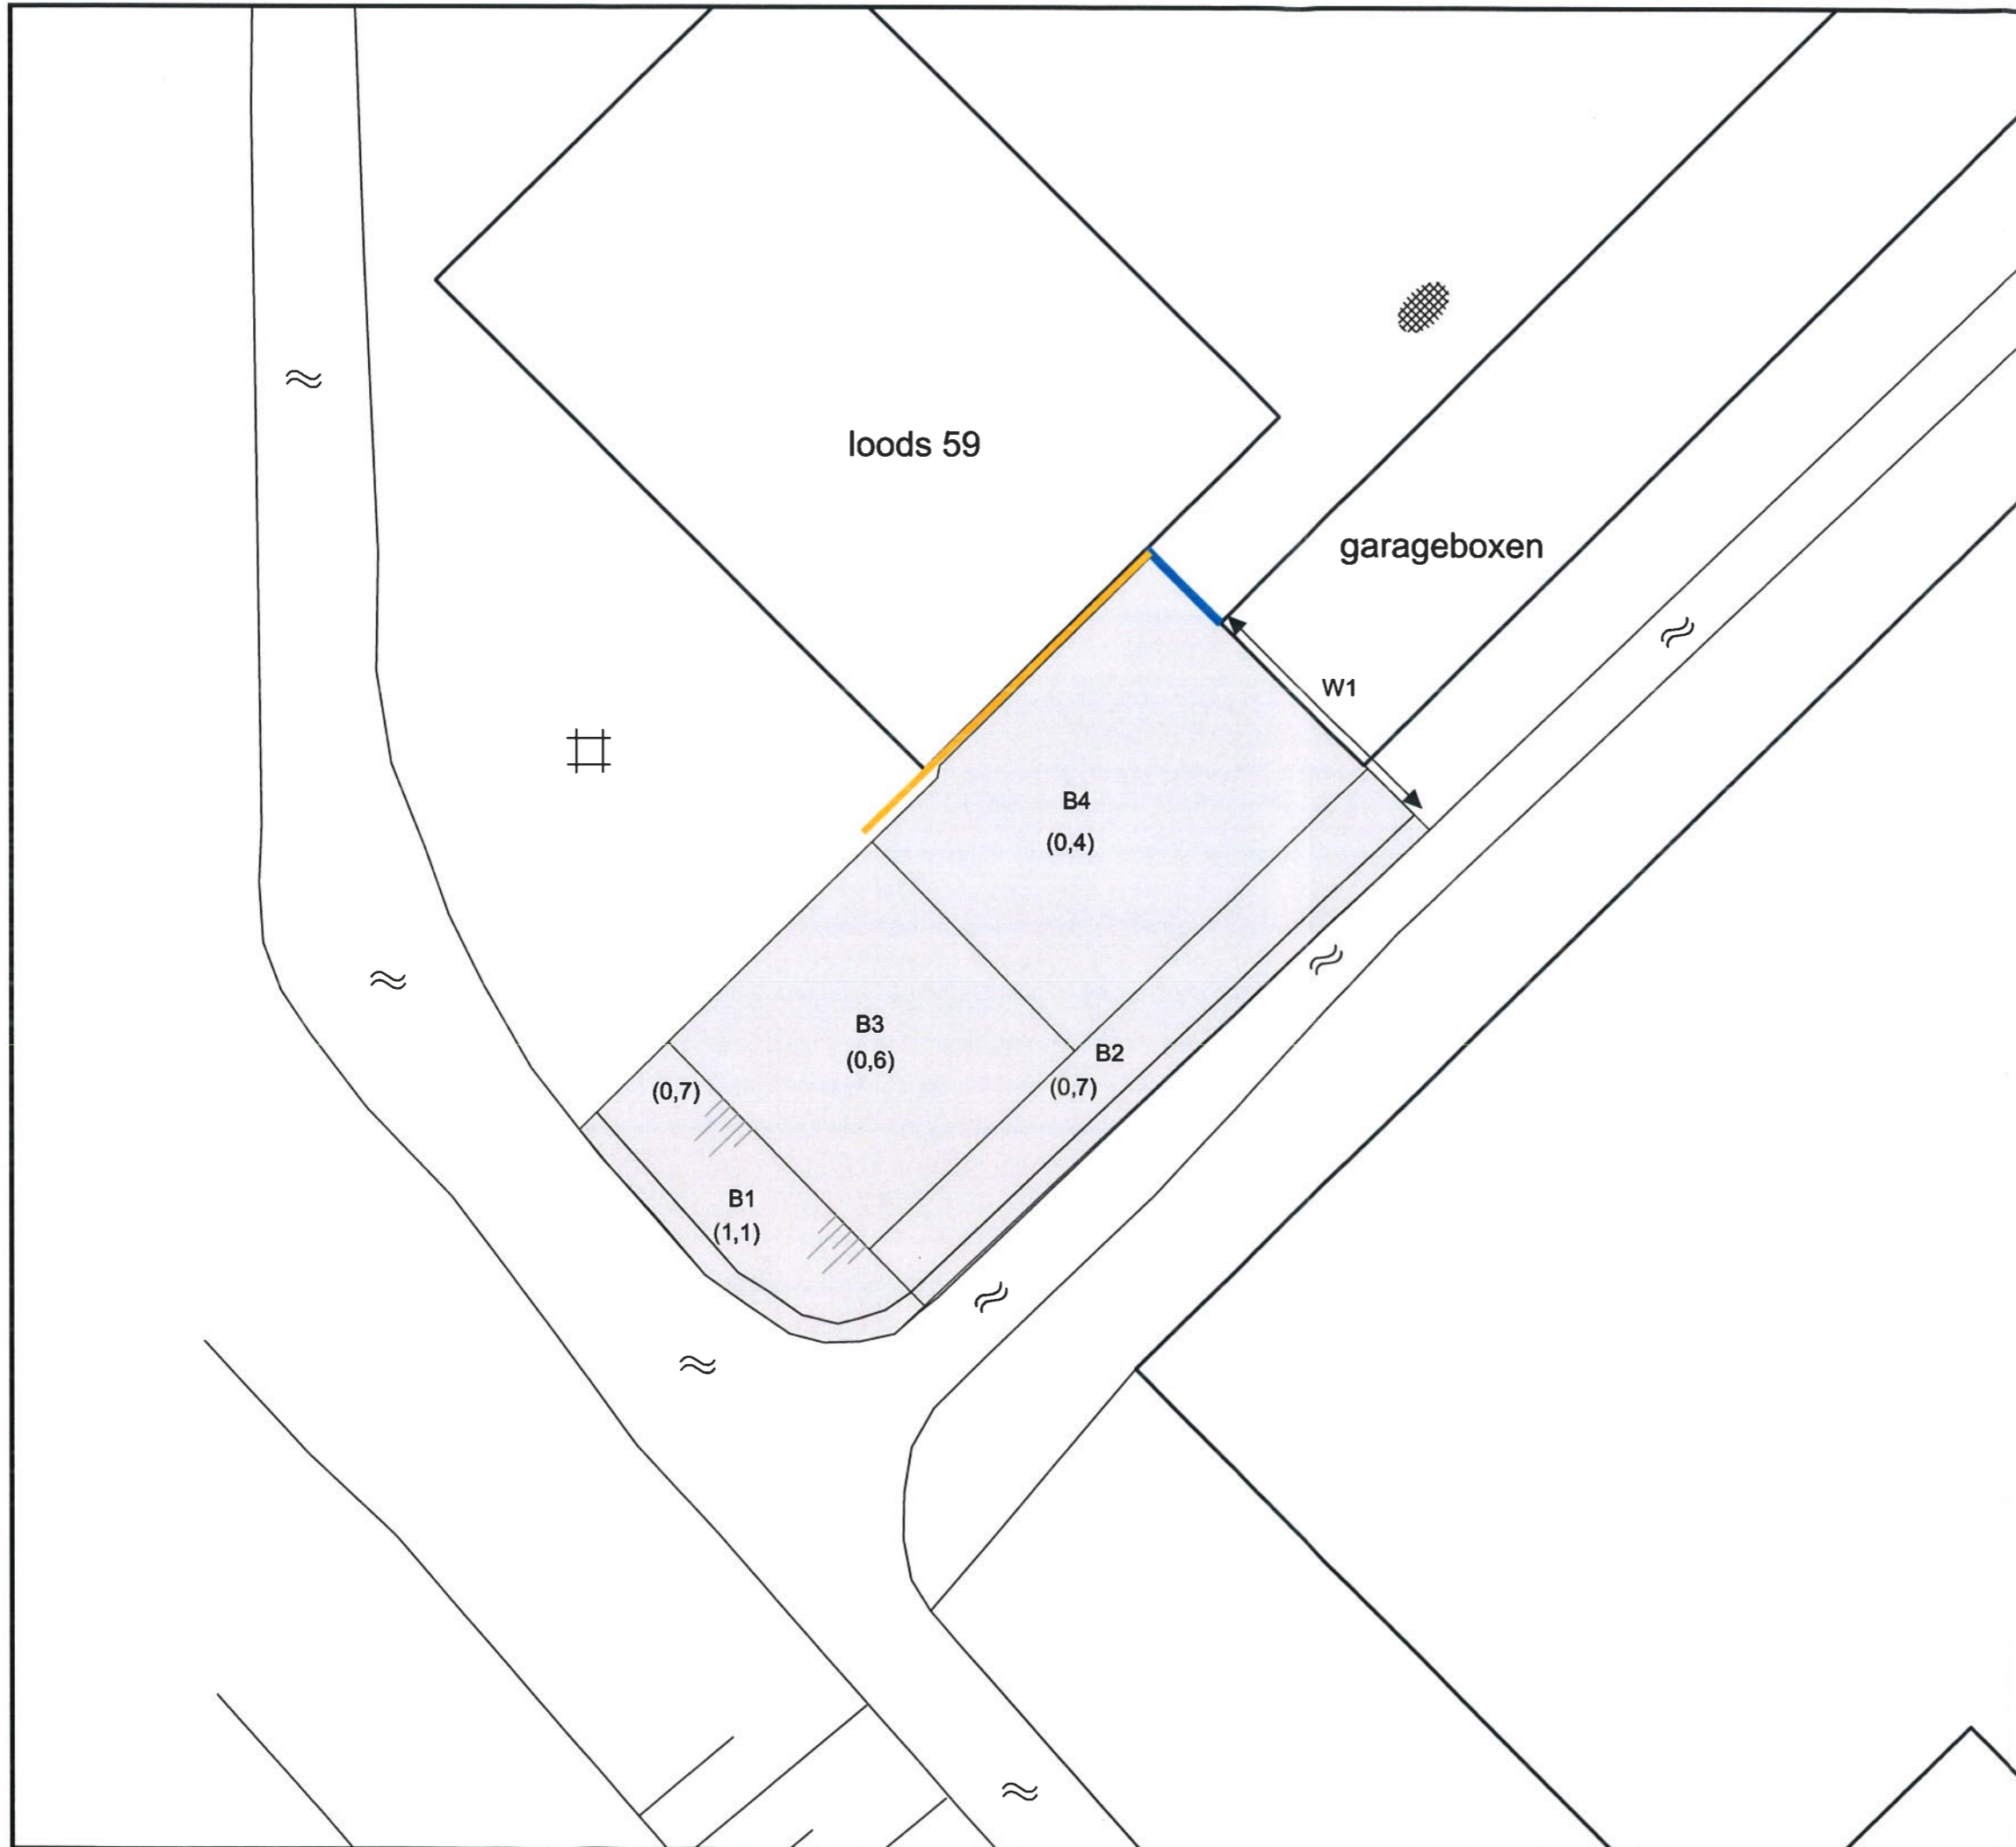 loods 59
garageboxen
W1
B4
(0,4)
B3
(0,6)
B2
(0,7)
(0,7)
B1
(1,1)